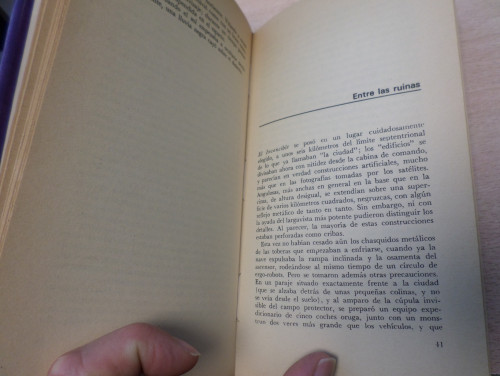 Entre las ruinas
El Invencible se posó en un lugar cuidadosamente
elegido, a unos seis kilómetros del límite septentrional
de lo que ya llamaban "la ciudad"; los "edificios" se
divisaban ahora con nitidez desde la cabina de comando,
y parecían en verdad construcciones artificiales, mucho
más que en las fotografías tomadas por los satélites.
Angulosas, más anchas en general en la base que en la
cima, de altura desigual, se extendían sobre una super-
ficie de varios kilómetros cuadrados, negruzcas, con algún
reflejo metálico de tanto en tanto. Sin embargo, ni con
la ayuda del largavista más potente pudieron distinguir los
detalles. Al parecer, la mayoría de estas construcciones
estaban perforadas como cribas.
Esta vez no habían cesado aún los chasquidos metálicos
de las toberas que empezaban a enfriarse, cuando ya la
nave expulsaba la rampa inclinada y la osamenta del
ascensor, rodeándose al mismo tiempo de un círculo de
ergo-robots. Pero se tomaron además otras precauciones.
En un paraje situado exactamente frente a la ciudad
(que se alzaba detrás de unas pequeñas colinas, y no
se veía desde el suelo), y al amparo de la cúpula invi-
sible del campo protector, se preparó un equipo expe-
dicionario de cinco coches oruga, junto con un mons-
truo dos veces más grande que los vehículos, y que
41